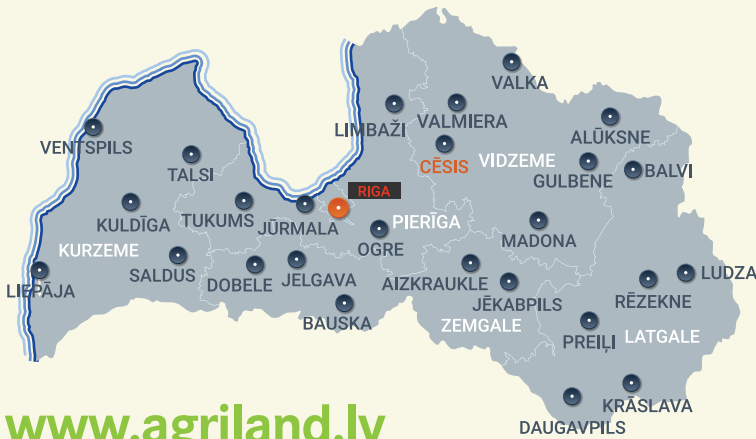 VALKA
LIMBAŽI
VALMIERA
ALŪKSNE
VENTSPILS
CĒSIS
VIDZEME
TALSI
GULBENE
BALVI
RIGA
KULDĪGA
TUKUMS
JŪRMALA
PIERĪGA
MADONA
KURZEME
OGRE
SALDUS
DOBELE
JELGAVA
AIZKRAUKLE
LUDZA
LIEPĀJA
JĒKABPILS
RĒZEKNE
BAUSKA
ZEMGALE
PREIĻI
LATGALE
KRĀSLAVA
www.agriland.lv
DAUGAVPILS